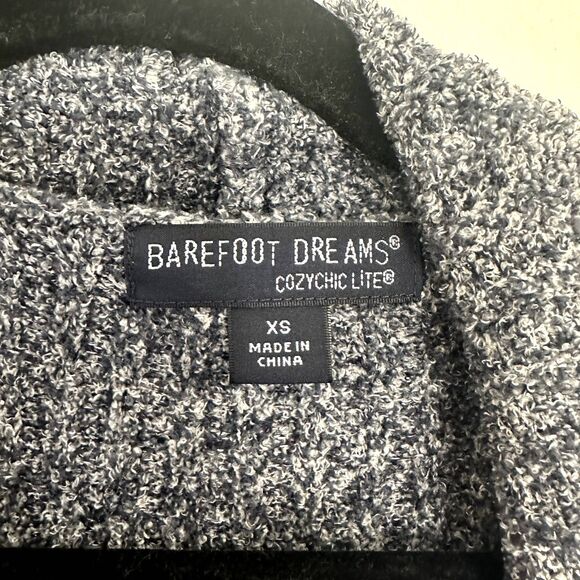 BAREFOOT DREAMS®
COZYCHIC LITE®
XS
MADE IN
CHINA